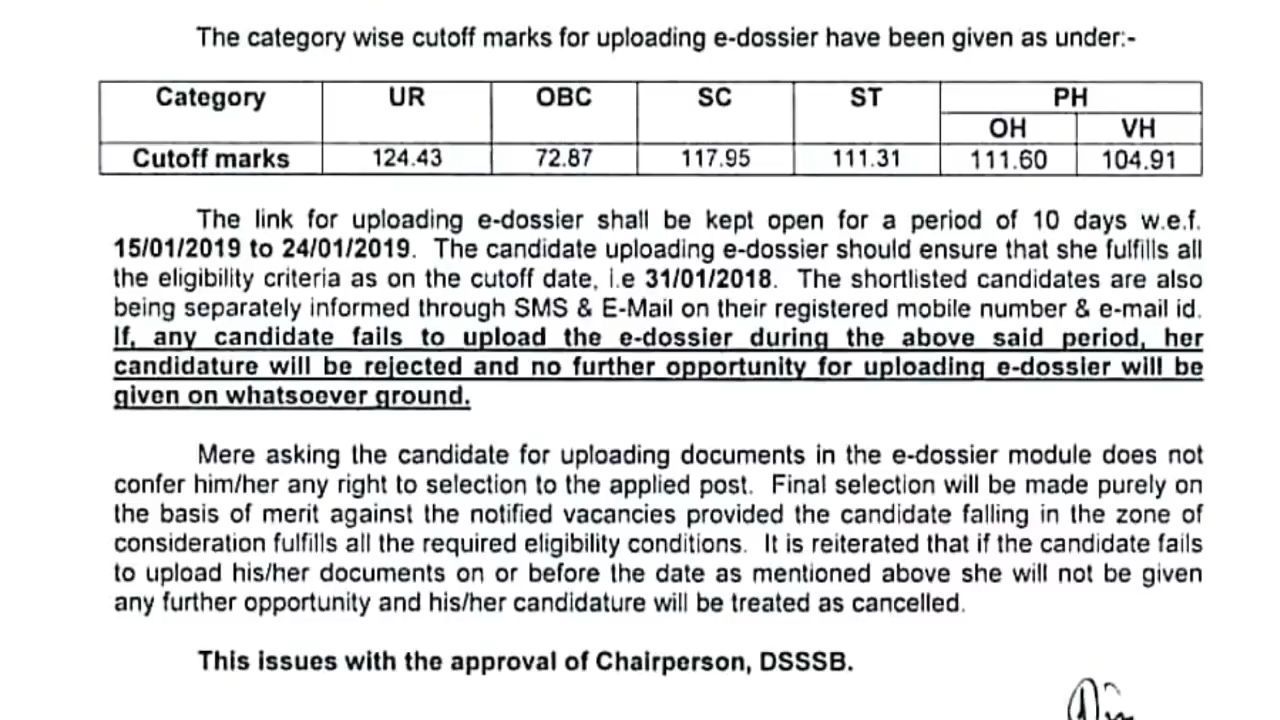 The category wise cutoff marks for uploading e-dossier have been given as under:-
Category UR OBC SC ST PH
OH VH
Cutoff marks 124.43 72.87 117.95 111.31 111.60 104.91
The link for uploading e-dossier shall be kept open for a period of 10 days w.e.f.
15/01/2019 to 24/01/2019. The candidate uploading e-dossier should ensure that she fulfills all
the eligibility criteria as on the cutoff date, i.e 31/01/2018. The shortlisted candidates are also
being separately informed through SMS & E-Mail on their registered mobile number & e-mail id.
If, any candidate fails to upload the e-dossier during the above said period, her
candidature will be rejected and no further opportunity for uploading e-dossier will be
given on whatsoever ground.
Mere asking the candidate for uploading documents in the e-dossier module does not
confer him/her any right to selection to the applied post. Final selection will be made purely on
the basis of merit against the notified vacancies provided the candidate falling in the zone of
consideration fulfills all the required eligibility conditions. It is reiterated that if the candidate fails
to upload his/her documents on or before the date as mentioned above she will not be given
any further opportunity and his/her candidature will be treated as cancelled.
This issues with the approval of Chairperson, DSSSB.